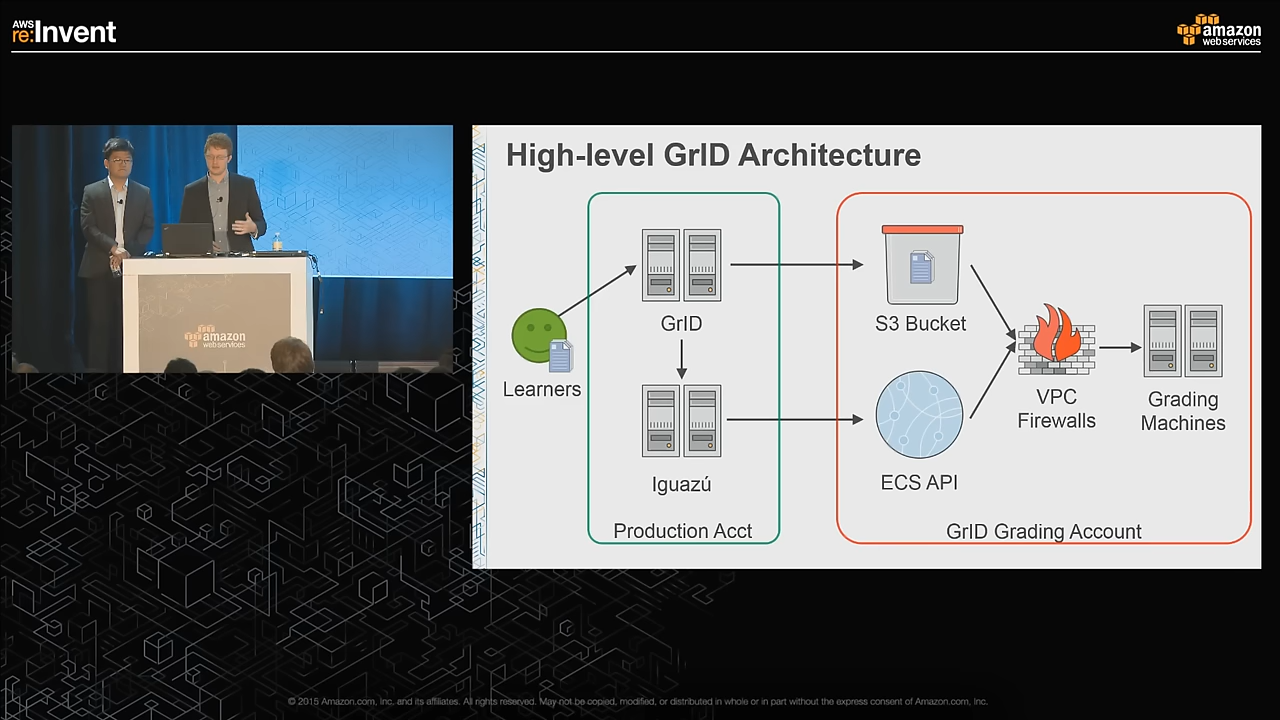 AWS
re:Invent
amazon
webservices
amazon
webservices
High-level GrID Architecture
GrID
S3 Bucket
Learners
VPC
Firewalls
Grading
Machines
Iguazú
ECS API
Production Acct
GrID Grading Account
© 2015 Amazon.com, Inc. and its affiliates. All rights reserved. May not be copied, modified, or distributed in whole or in part without the express consent of Amazon.com, Inc.